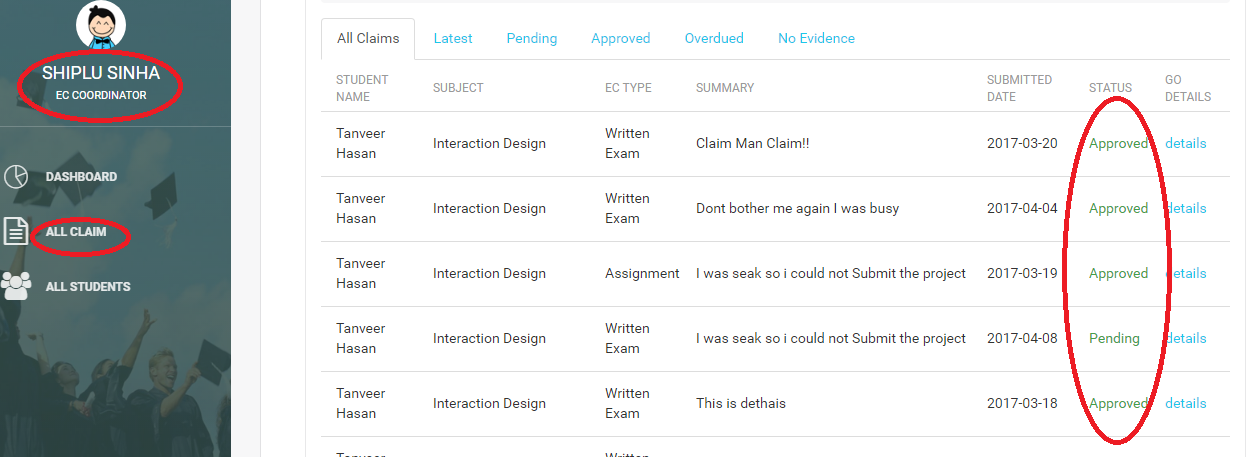 SHIPLU SINHA
EC COORDINATOR
DASHBOARD
ALL CLAIM
ALL STUDENTS
All Claims Latest Pending Approved Overdued No Evidence
STUDENT NAME SUBJECT EC TYPE SUMMARY SUBMITTED DATE STATUS GO DETAILS
Tanveer Hasan Interaction Design Written Exam Claim Man Claim!! 2017-03-20 Approved details
Tanveer Hasan Interaction Design Written Exam Dont bother me again I was busy 2017-04-04 Approved details
Tanveer Hasan Interaction Design Assignment I was seak so i could not Submit the project 2017-03-19 Approved details
Tanveer Hasan Interaction Design Written Exam I was seak so i could not Submit the project 2017-04-08 Pending details
Tanveer Hasan Interaction Design Written Exam This is dethais 2017-03-18 Approved details